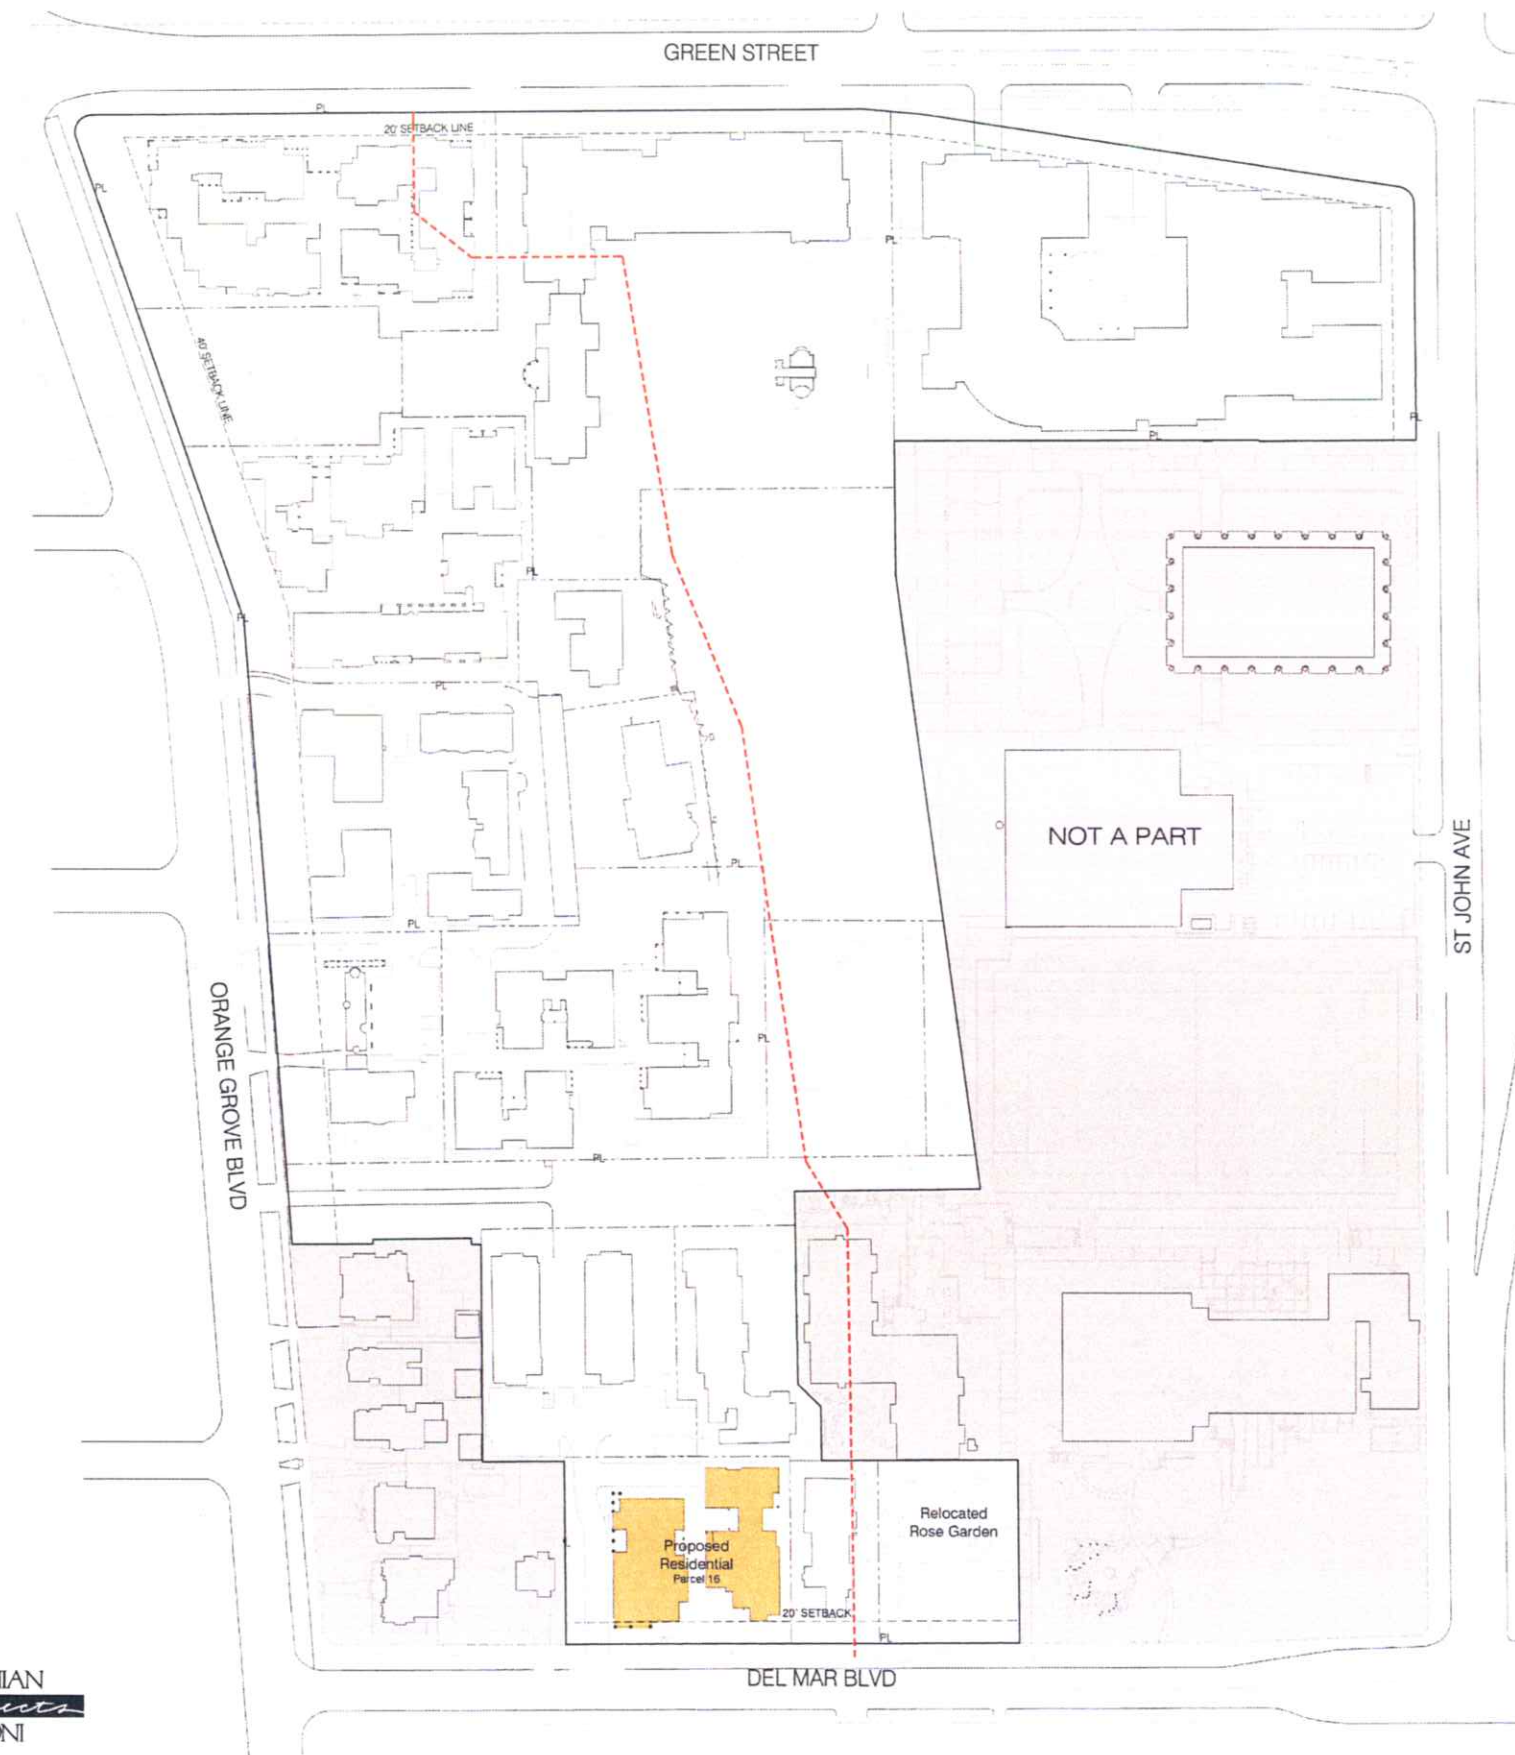 GREEN STREET
PL
20' SETBACK LINE
PL
PL
40' SETBACK LINE
PL
PL
PL
PL
PL
NOT A PART
ST JOHN AVE
PL
PL
PL
ORANGE GROVE BLVD
PL
Relocated
Rose Garden
Proposed
Residential
Parcel 16
20' SETBACK
PL
DEL MAR BLVD